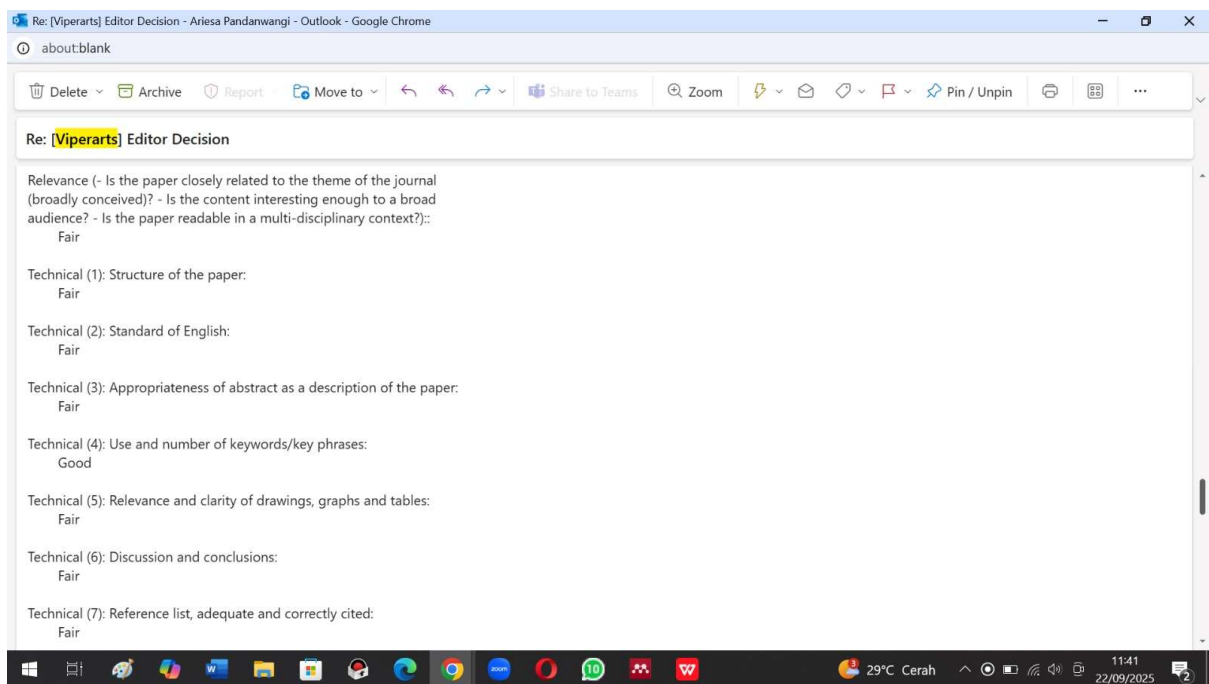 Re: [Viperarts] Editor Decision - Ariesa Pandanwangi - Outlook - Google Chrome
about:blank
Delete Archive Report Move to Share to Teams Zoom Pin / Unpin
Re: [Viperarts] Editor Decision
Relevance (- Is the paper closely related to the theme of the journal
(broadly conceived)? - Is the content interesting enough to a broad
audience? - Is the paper readable in a multi-disciplinary context?)::
Fair
Technical (1): Structure of the paper:
Fair
Technical (2): Standard of English:
Fair
Technical (3): Appropriateness of abstract as a description of the paper:
Fair
Technical (4): Use and number of keywords/key phrases:
Good
Technical (5): Relevance and clarity of drawings, graphs and tables:
Fair
Technical (6): Discussion and conclusions:
Fair
Technical (7): Reference list, adequate and correctly cited:
Fair
W zoom 10 W 3 29°C Cerah 11:41
22/09/2025 2